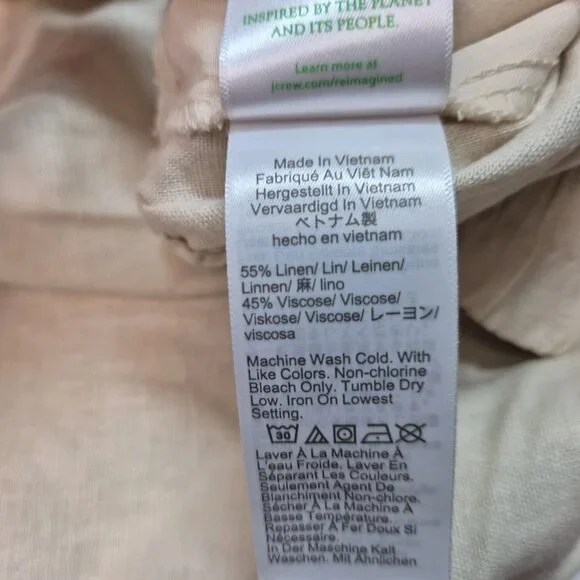 INSPIRED BY THE PLANET
AND ITS PEOPLE.
Learn more at
jcrew.com/reimagined
Made In Vietnam
Fabriqué Au Viêt Nam
Hergestellt In Vietnam
Vervaardigd In Vietnam
ベトナム製
hecho en vietnam
55% Linen/ Lin/ Leinen/
Linnen/ 麻/ lino
45% Viscose/ Viscose/
Viskose/ Viscose/ レーヨン/
viscosa
Machine Wash Cold. With
Like Colors. Non-chlorine
Bleach Only. Tumble Dry
Low. Iron On Lowest
Setting.
30
Laver À La Machine À
L'eau Froide. Laver En
Séparant Les Couleurs.
Seulement Agent De
Blanchiment Non-chlore.
Sécher À La Machine À
Basse Température.
Repasser À Fer Doux Si
Nécessaire.
In Der Maschine Kalt
Waschen. Mit Ähnlichen